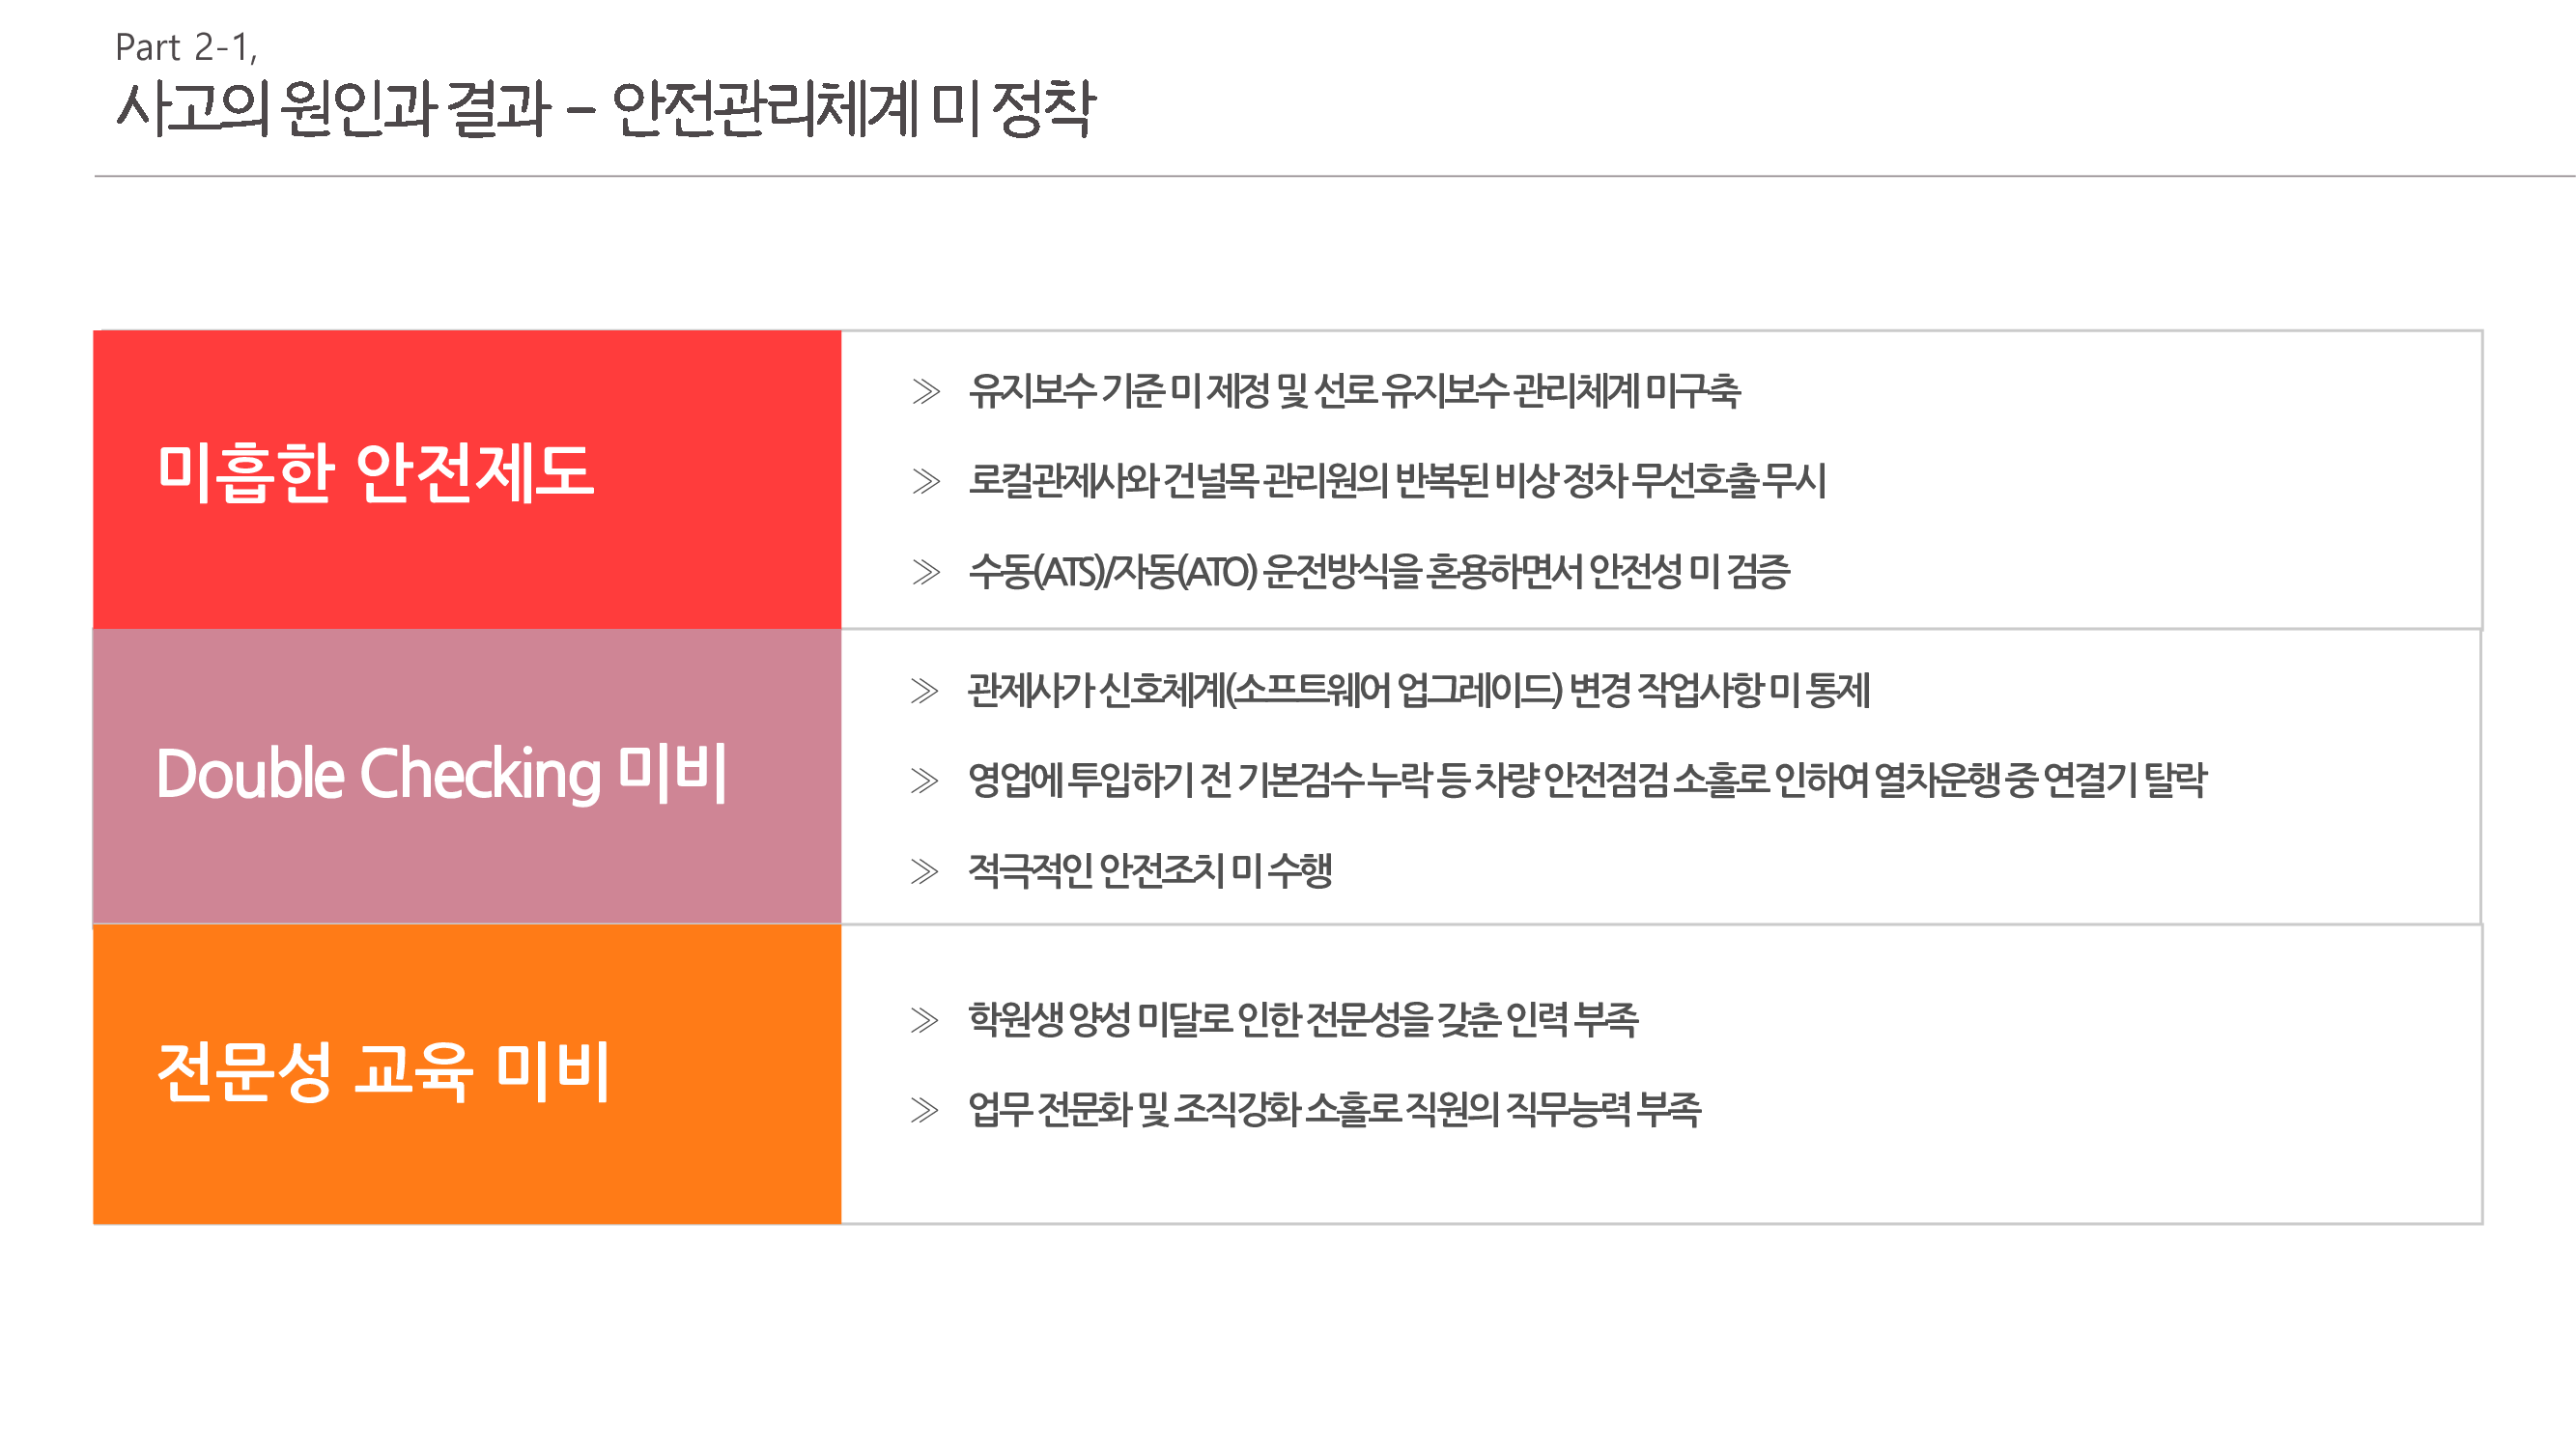 Part 2-1,
사고의 원인과 결과 – 안전관리체계 미 정착
미흡한 안전제도
≫ 유지보수 기준 미 제정 및 선로 유지보수 관리체계 미구축
≫ 로컬관제사와 건널목 관리원의 반복된 비상 정차 무선호출 무시
≫ 수동(ATS)/자동(ATO) 운전방식을 혼용하면서 안전성 미 검증
Double Checking 미비
≫ 관제사가 신호체계(소프트웨어 업그레이드) 변경 작업사항 미 통제
≫ 영업에 투입하기 전 기본검수 누락 등 차량 안전점검 소홀로 인하여 열차운행 중 연결기 탈락
≫ 적극적인 안전조치 미 수행
전문성 교육 미비
≫ 학원생 양성 미달로 인한 전문성을 갖춘 인력 부족
≫ 업무 전문화 및 조직강화 소홀로 직원의 직무능력 부족